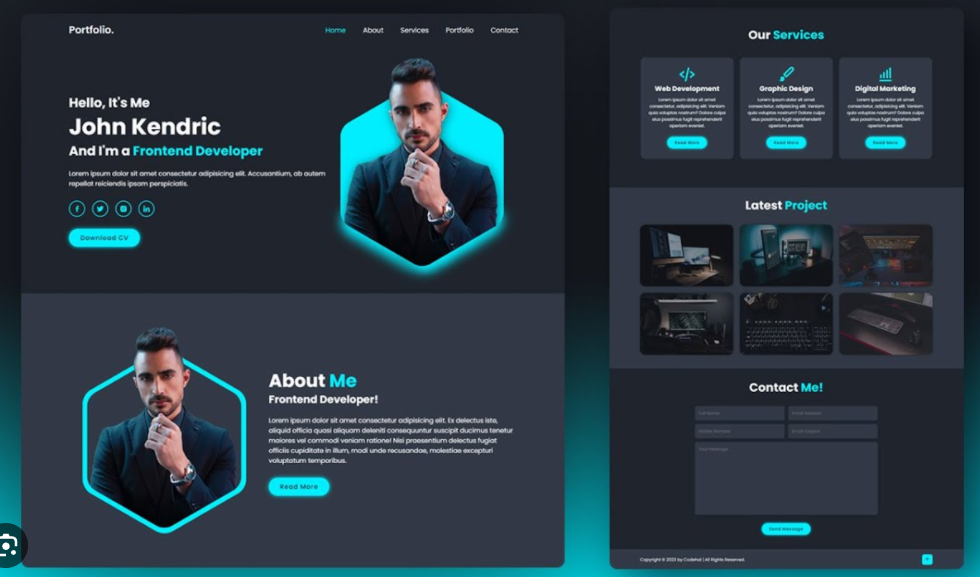 Portfolio.
Home About Services Portfolio Contact
Hello, It's Me
John Kendric
And I'm a Frontend Developer
Lorem ipsum dolor sit amet consectetur adipisicing elit. Accusantium, ab autem
repellat reiciendis ipsam perspiciatis.
Download CV
About Me
Frontend Developer!
Lorem ipsum dolor sit amet consectetur adipisicing elit. Ex delectus iste,
aliquid officia quasi aliquam deleniti consequuntur suscipit ducimus tenetur
maiores vel commodi veniam ratione! Nisi praesentium delectus fugiat
officiis cupiditate in illum, modi unde recusandae, molestiae excepturi
voluptatum temporibus.
Read More
Our Services
Web Development
Lorem ipsum dolor sit amet
consectetur, adipisicing elit. Veniam
quia voluptas nostrum? Dolore culpa
eius possimus fugit reprehenderit
aperiam eveniet.
Read More
Graphic Design
Lorem ipsum dolor sit amet
consectetur, adipisicing elit. Veniam
quia voluptas nostrum? Dolore culpa
eius possimus fugit reprehenderit
aperiam eveniet.
Read More
Digital Marketing
Lorem ipsum dolor sit amet
consectetur, adipisicing elit. Veniam
quia voluptas nostrum? Dolore culpa
eius possimus fugit reprehenderit
aperiam eveniet.
Read More
Latest Project
Contact Me!
Full Name
Email Address
Mobile Number
Email Subject
Your Message
Send Message
Copyright © 2023 by Codehal | All Rights Reserved.